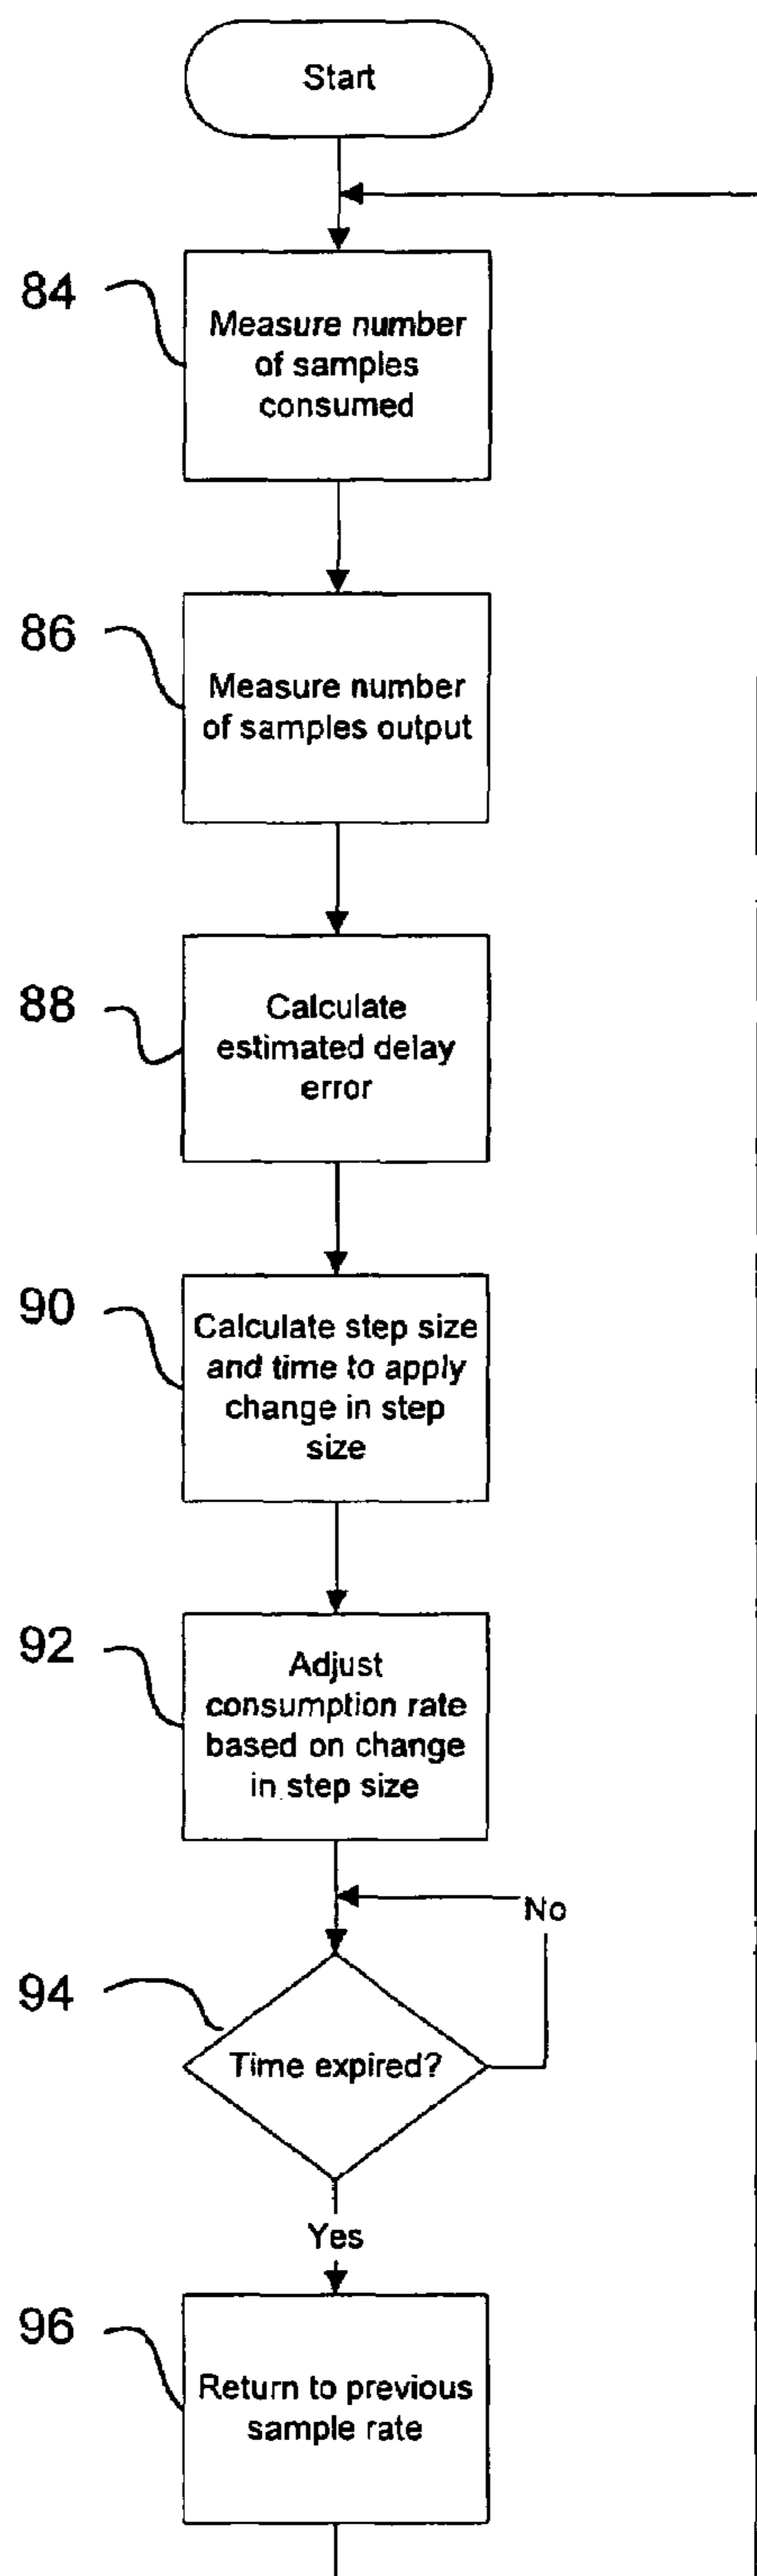 Start
84
Measure number
of samples
consumed
86
Measure number
of samples output
88
Calculate
estimated delay
error
90
Calculate step size
and time to apply
change in step
size
92
Adjust
consumption rate
based on change
in step size
No
94
Time expired?
Yes
96
Return to previous
sample rate